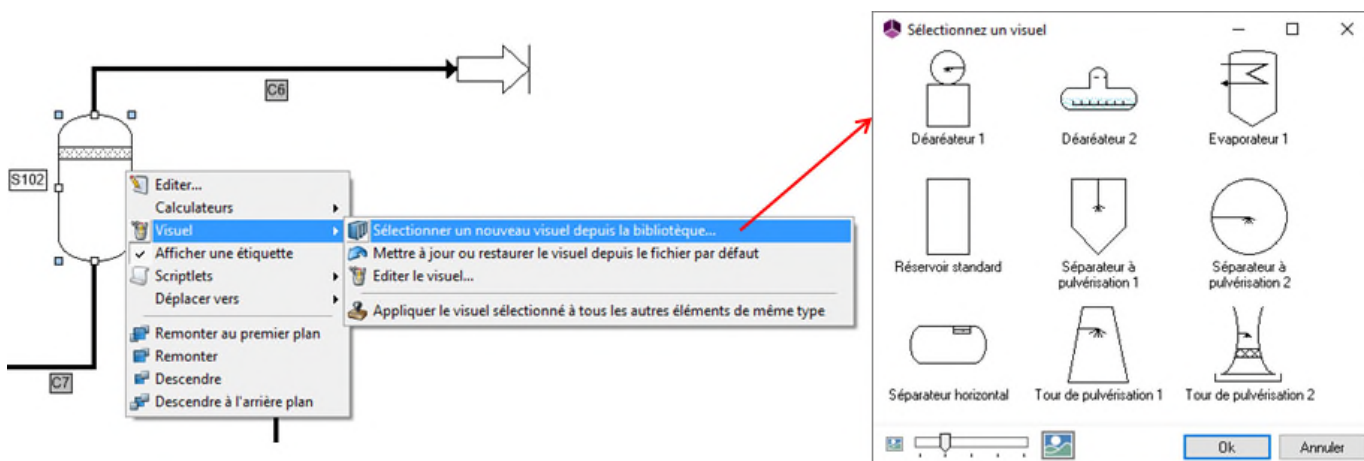 C6
S102
C7
Editer...
Calculateurs
Visuel
Afficher une étiquette
Scriptlets
Déplacer vers
Remonter au premier plan
Remonter
Descendre
Descendre à l'arrière plan
Sélectionner un nouveau visuel depuis la bibliotèque...
Mettre à jour ou restaurer le visuel depuis le fichier par défaut
Editer le visuel...
Appliquer le visuel sélectionné à tous les autres éléments de même type
Sélectionnez un visuel
Déaréateur 1
Déaréateur 2
Evaporateur 1
Réservoir standard
Séparateur à
pulvérisation 1
Séparateur à
pulvérisation 2
Séparateur horizontal
Tour de pulvérisation 1
Tour de pulvérisation 2
Ok
Annuler